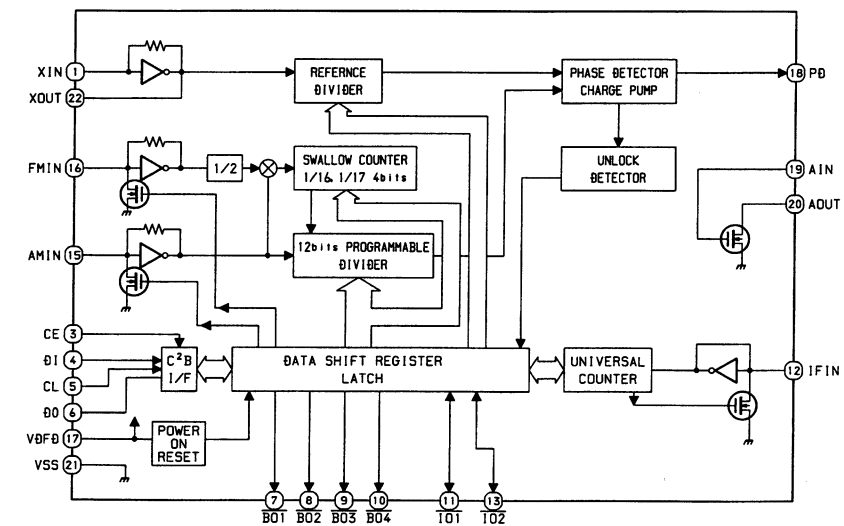 XIN 1
REFERNCE
DIVIDER
PHASE DETECTOR
CHARGE PUMP
18 PD
XOUT 22
FMIN 16
1/2
SWALLOW COUNTER
1/16& 1/17 4bits
UNLOCK
DETECTOR
19 AIN
20 AOUT
AMIN 15
12bits PROGRAMMABLE
DIVIDER
CE 3
DI 4
CL 5
DO 6
C²B
I/F
DATA SHIFT REGISTER
LATCH
UNIVERSAL
COUNTER
12 IFIN
VDFD 17
POWER
ON
RESET
VSS 21
7 8 9 10 11 13
BO1 BO2 BO3 BO4 IO1 IO2